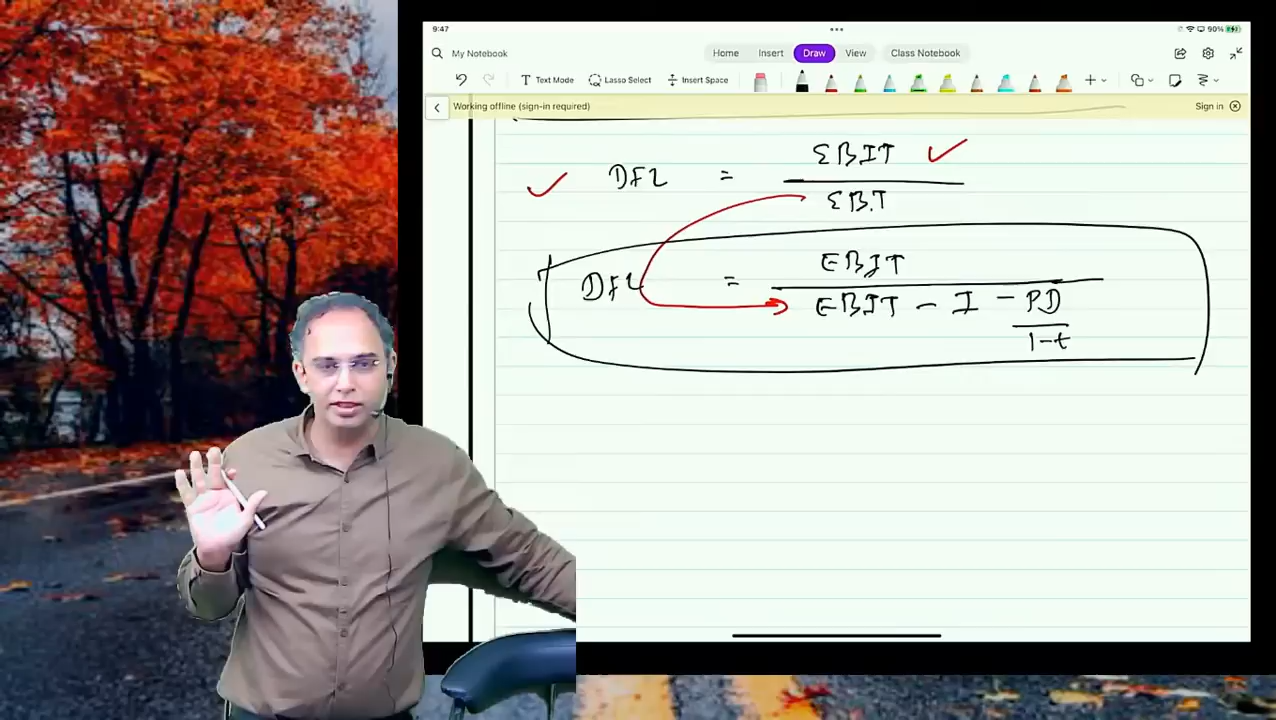 9:47
90%
My Notebook
Home Insert Draw View Class Notebook
Text Mode Lasso Select Insert Space
Working offline (sign-in required) Sign in
DFL = EBIT
EBT
DFL = EBIT
EBIT - I - PD
1-t